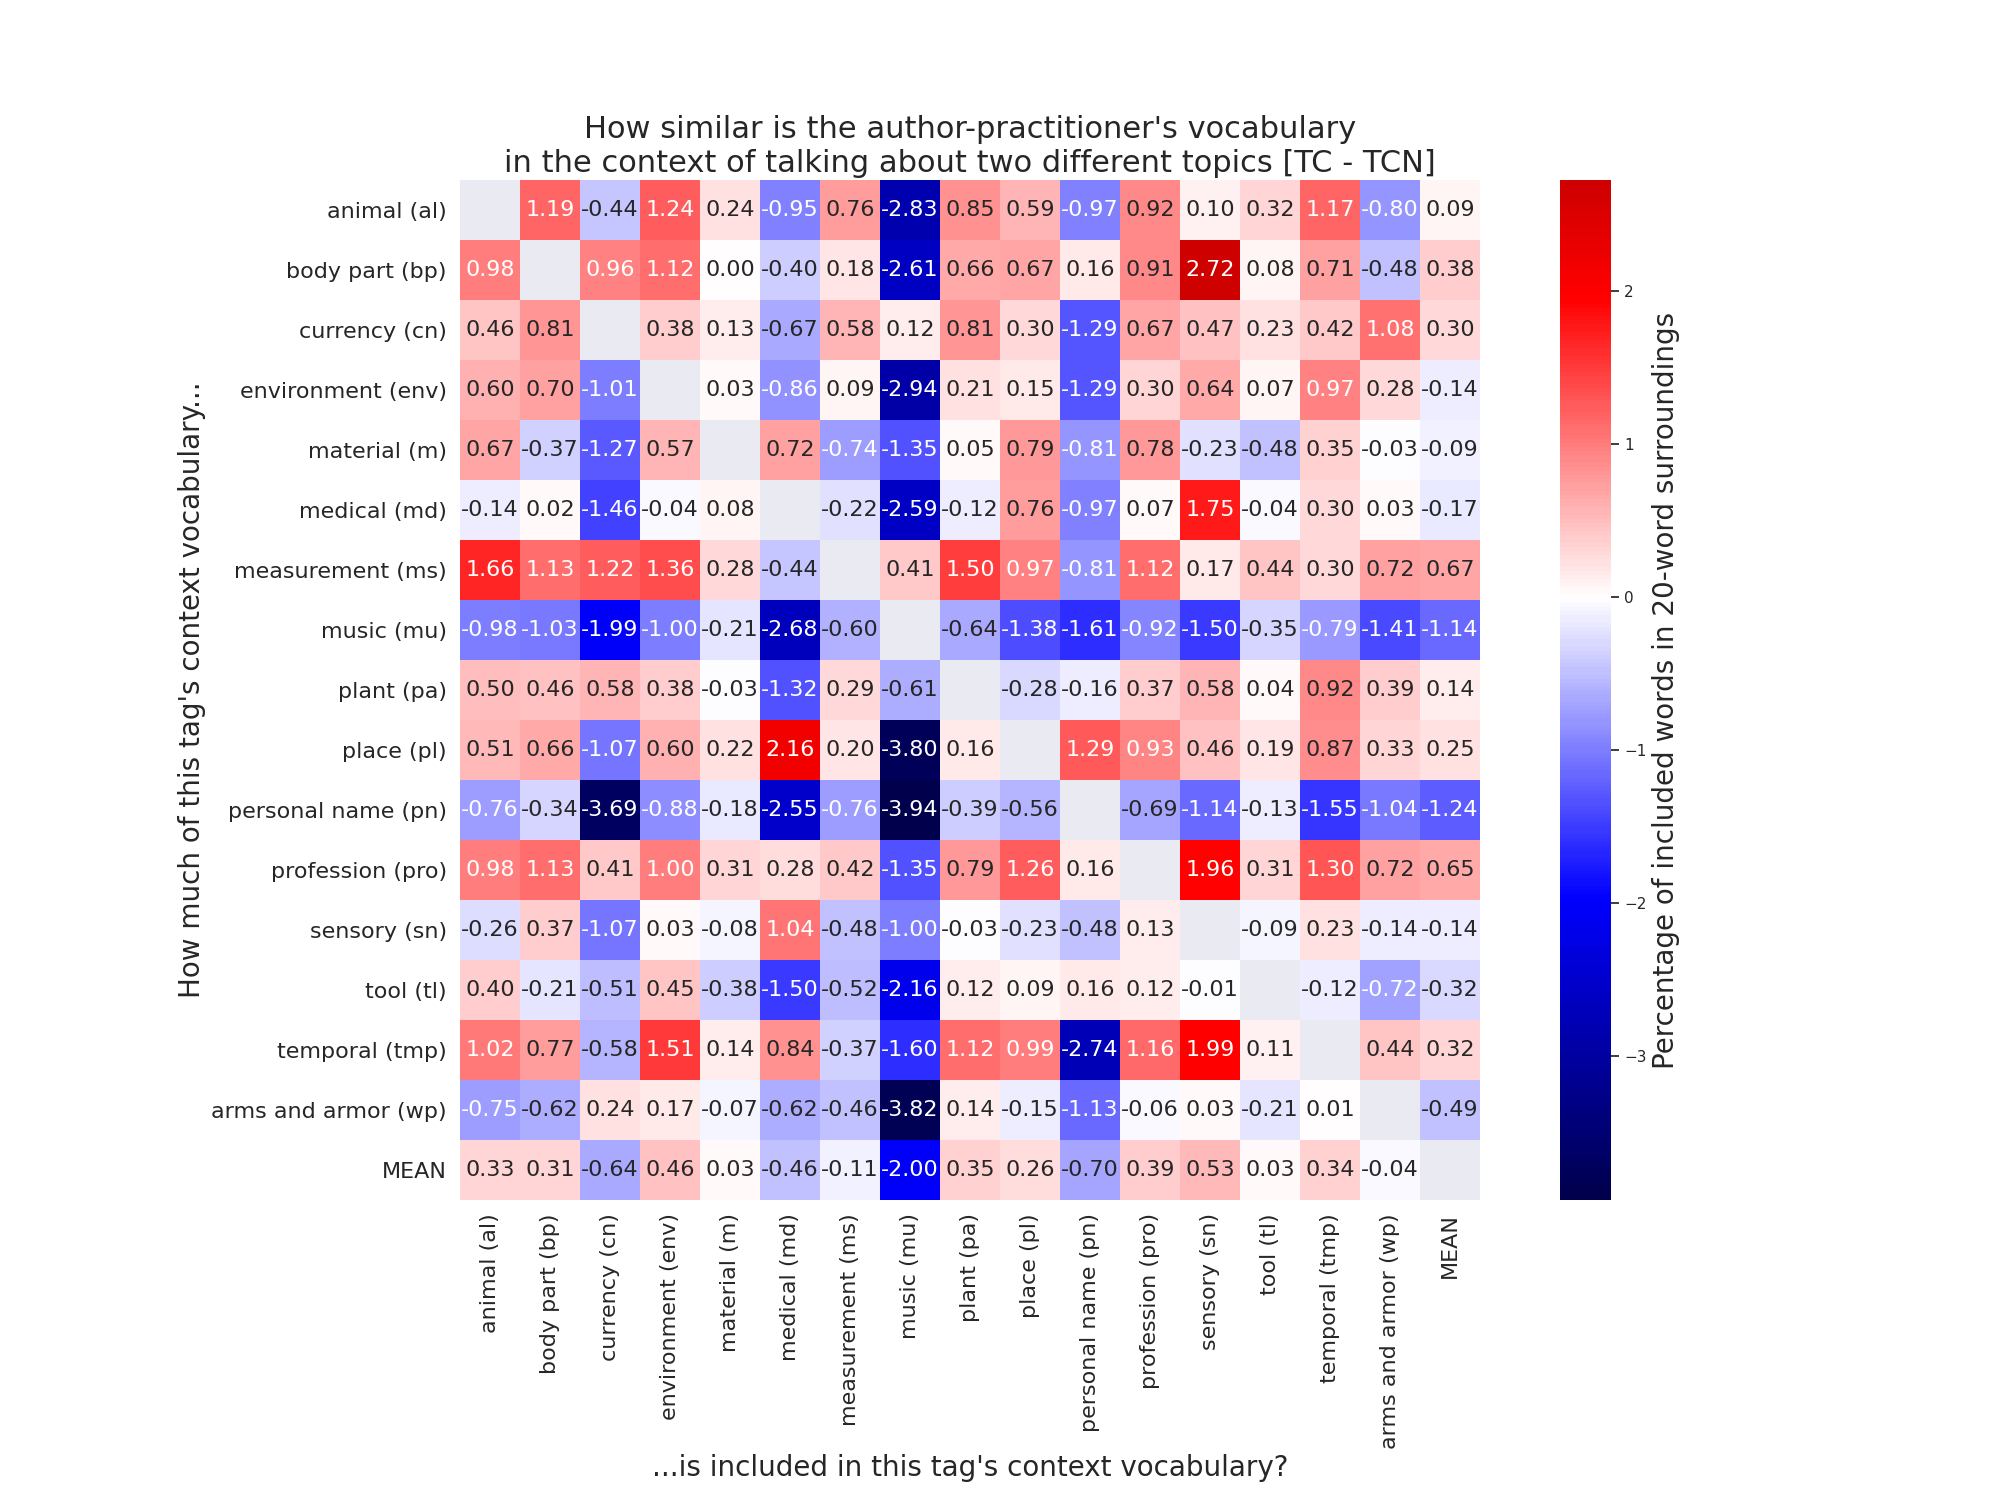 How similar is the author-practitioner's vocabulary
in the context of talking about two different topics [TC - TCN]
How much of this tag's context vocabulary...
animal (al) 1.19 -0.44 1.24 0.24 -0.95 0.76 -2.83 0.85 0.59 -0.97 0.92 0.10 0.32 1.17 -0.80 0.09
body part (bp) 0.98 0.96 1.12 0.00 -0.40 0.18 -2.61 0.66 0.67 0.16 0.91 2.72 0.08 0.71 -0.48 0.38
currency (cn) 0.46 0.81 0.38 0.13 -0.67 0.58 0.12 0.81 0.30 -1.29 0.67 0.47 0.23 0.42 1.08 0.30
environment (env) 0.60 0.70 -1.01 0.03 -0.86 0.09 -2.94 0.21 0.15 -1.29 0.30 0.64 0.07 0.97 0.28 -0.14
material (m) 0.67 -0.37 -1.27 0.57 0.72 -0.74 -1.35 0.05 0.79 -0.81 0.78 -0.23 -0.48 0.35 -0.03 -0.09
medical (md) -0.14 0.02 -1.46 -0.04 0.08 -0.22 -2.59 -0.12 0.76 -0.97 0.07 1.75 -0.04 0.30 0.03 -0.17
measurement (ms) 1.66 1.13 1.22 1.36 0.28 -0.44 0.41 1.50 0.97 -0.81 1.12 0.17 0.44 0.30 0.72 0.67
music (mu) -0.98 -1.03 -1.99 -1.00 -0.21 -2.68 -0.60 -0.64 -1.38 -1.61 -0.92 -1.50 -0.35 -0.79 -1.41 -1.14
plant (pa) 0.50 0.46 0.58 0.38 -0.03 -1.32 0.29 -0.61 -0.28 -0.16 0.37 0.58 0.04 0.92 0.39 0.14
place (pl) 0.51 0.66 -1.07 0.60 0.22 2.16 0.20 -3.80 0.16 1.29 0.93 0.46 0.19 0.87 0.33 0.25
personal name (pn) -0.76 -0.34 -3.69 -0.88 -0.18 -2.55 -0.76 -3.94 -0.39 -0.56 -0.69 -1.14 -0.13 -1.55 -1.04 -1.24
profession (pro) 0.98 1.13 0.41 1.00 0.31 0.28 0.42 -1.35 0.79 1.26 0.16 1.96 0.31 1.30 0.72 0.65
sensory (sn) -0.26 0.37 -1.07 0.03 -0.08 1.04 -0.48 -1.00 -0.03 -0.23 -0.48 0.13 -0.09 0.23 -0.14 -0.14
tool (tl) 0.40 -0.21 -0.51 0.45 -0.38 -1.50 -0.52 -2.16 0.12 0.09 0.16 0.12 -0.01 -0.12 -0.72 -0.32
temporal (tmp) 1.02 0.77 -0.58 1.51 0.14 0.84 -0.37 -1.60 1.12 0.99 -2.74 1.16 1.99 0.11 0.44 0.32
arms and armor (wp) -0.75 -0.62 0.24 0.17 -0.07 -0.62 -0.46 -3.82 0.14 -0.15 -1.13 -0.06 0.03 -0.21 0.01 -0.49
MEAN 0.33 0.31 -0.64 0.46 0.03 -0.46 -0.11 -2.00 0.35 0.26 -0.70 0.39 0.53 0.03 0.34 -0.04
animal (al)
body part (bp)
currency (cn)
environment (env)
material (m)
medical (md)
measurement (ms)
music (mu)
plant (pa)
place (pl)
personal name (pn)
profession (pro)
sensory (sn)
tool (tl)
temporal (tmp)
arms and armor (wp)
MEAN
...is included in this tag's context vocabulary?
2
1
0
−1
−2
−3
Percentage of included words in 20-word surroundings